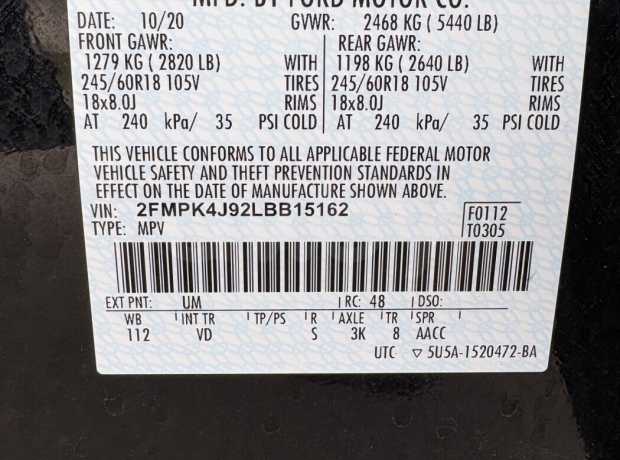 MFD. BY FORD MOTOR CO.
DATE: 10/20 GVWR: 2468 KG ( 5440 LB)
FRONT GAWR: REAR GAWR:
1279 KG ( 2820 LB) WITH 1198 KG ( 2640 LB) WITH
245/60R18 105V TIRES 245/60R18 105V TIRES
18x8.0J RIMS 18x8.0J RIMS
AT 240 kPa/ 35 PSI COLD AT 240 kPa/ 35 PSI COLD
THIS VEHICLE CONFORMS TO ALL APPLICABLE FEDERAL MOTOR
VEHICLE SAFETY AND THEFT PREVENTION STANDARDS IN
EFFECT ON THE DATE OF MANUFACTURE SHOWN ABOVE.
VIN: 2FMPK4J92LBB15162 F0112
TYPE: MPV T0305
EXT PNT: UM RC: 48 DSO:
WB INT TR TP/PS R AXLE TR SPR
112 VD S 3K 8 AACC
UTC ▽ 5U5A-1520472-BA